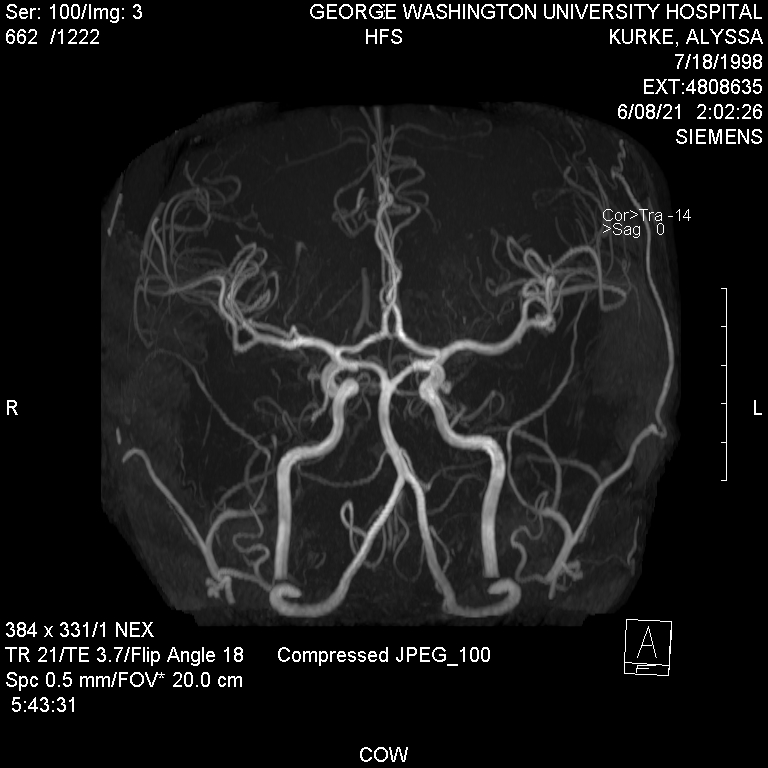 Ser: 100/Img: 3
662 /1222
HFS
GEORGE WASHINGTON UNIVERSITY HOSPITAL
KURKE, ALYSSA
7/18/1998
EXT:4808635
6/08/21 2:02:26
SIEMENS
Cor>Tra -14
>Sag 0
R
L
384 x 331/1 NEX
TR 21/TE 3.7/Flip Angle 18
Compressed JPEG_100
Spc 0.5 mm/FOV* 20.0 cm
5:43:31
A
COW